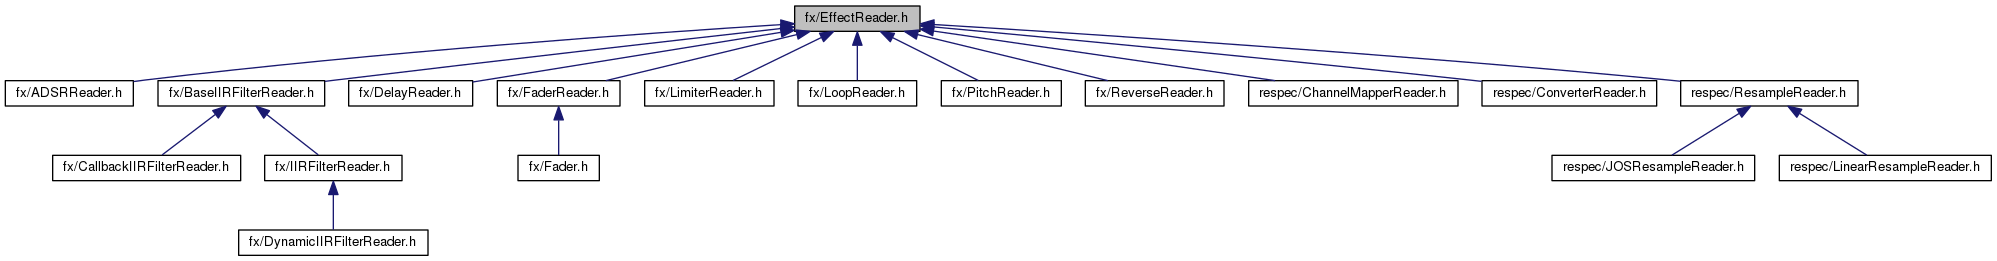 fx/EffectReader.h
fx/ADSRReader.h
fx/BaseIIRFilterReader.h
fx/DelayReader.h
fx/FaderReader.h
fx/LimiterReader.h
fx/LoopReader.h
fx/PitchReader.h
fx/ReverseReader.h
respec/ChannelMapperReader.h
respec/ConverterReader.h
respec/ResampleReader.h
fx/CallbackIIRFilterReader.h
fx/IIRFilterReader.h
fx/Fader.h
respec/JOSResampleReader.h
respec/LinearResampleReader.h
fx/DynamicIIRFilterReader.h